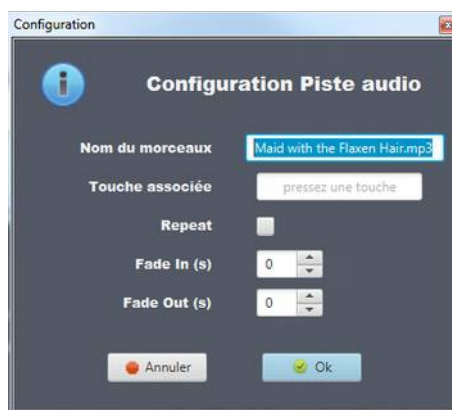 Configuration
Configuration Piste audio
Nom du morceaux Maid with the Flaxen Hair.mp3
Touche associée pressez une touche
Repeat
Fade In (s) 0
Fade Out (s) 0
Annuler Ok